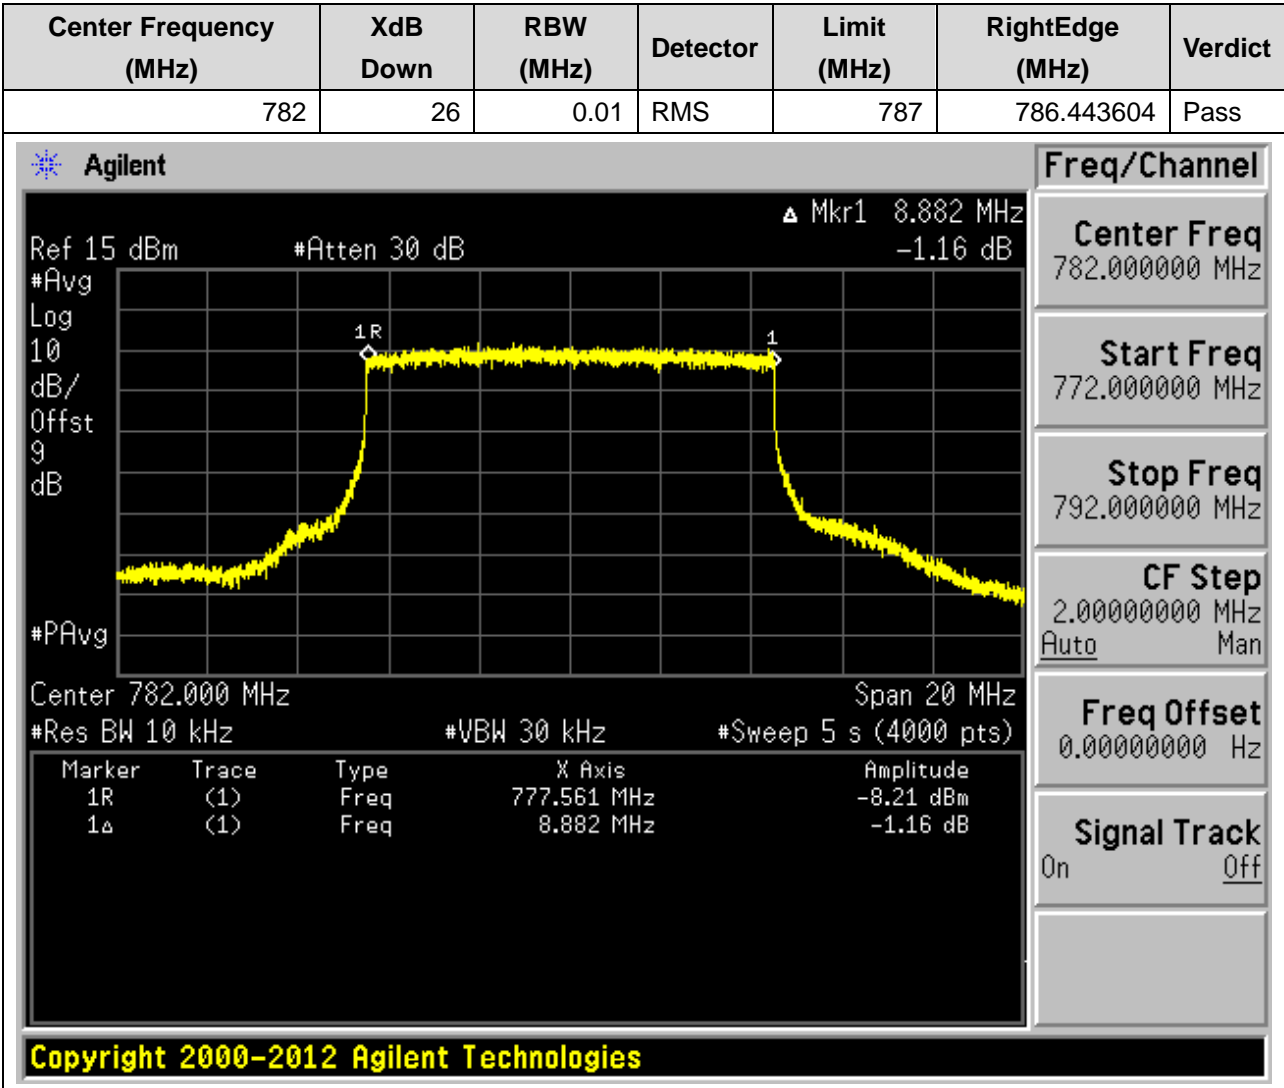 Center Frequency (MHz) XdB Down RBW (MHz) Detector Limit (MHz) RightEdge (MHz) Verdict
782 26 0.01 RMS 787 786.443604 Pass
Agilent
Δ Mkr1 8.882 MHz
Ref 15 dBm #Atten 30 dB -1.16 dB
#Avg
Log
10
dB/
Offst
9
dB
1R
1
#PAvg
Center 782.000 MHz Span 20 MHz
#Res BW 10 kHz #VBW 30 kHz #Sweep 5 s (4000 pts)
Marker Trace Type X Axis Amplitude
1R (1) Freq 777.561 MHz -8.21 dBm
1Δ (1) Freq 8.882 MHz -1.16 dB
Freq/Channel
Center Freq
782.000000 MHz
Start Freq
772.000000 MHz
Stop Freq
792.000000 MHz
CF Step
2.00000000 MHz
Auto Man
Freq Offset
0.00000000 Hz
Signal Track
On Off
Copyright 2000-2012 Agilent Technologies